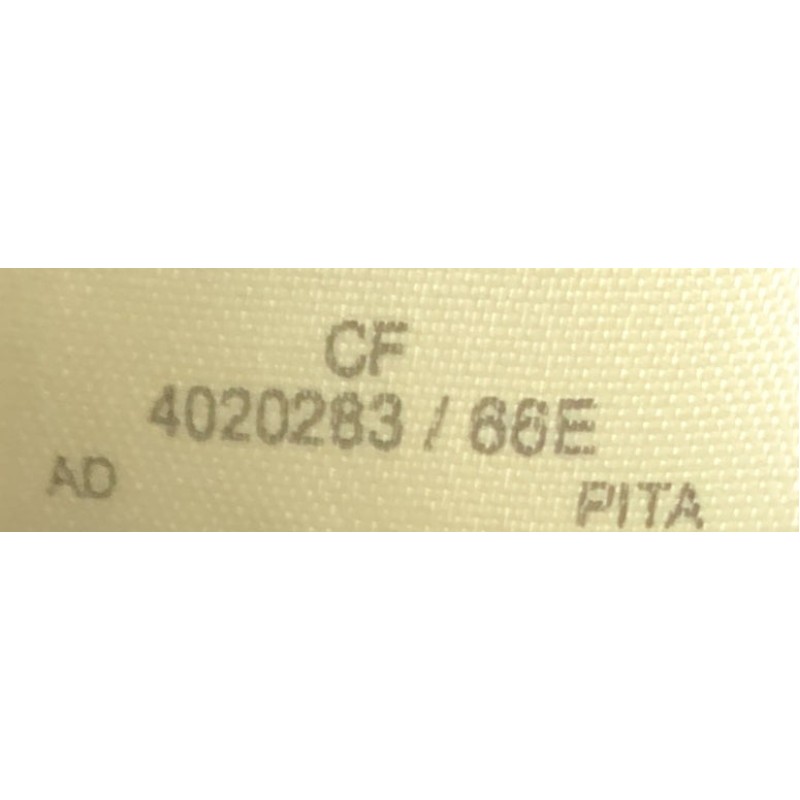 CF
4020283 / 66E
AD
PITA